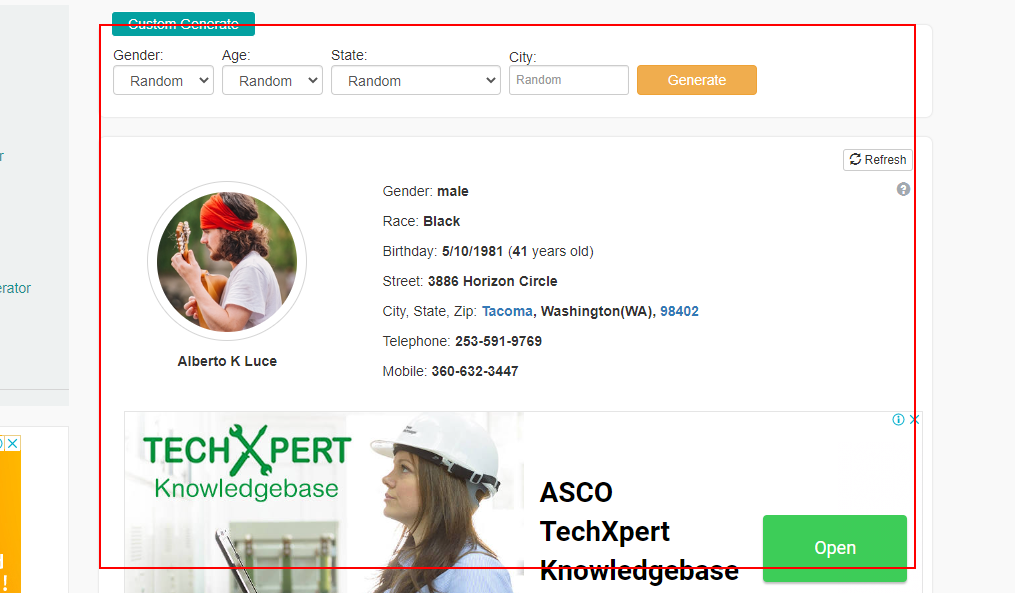 Custom Generate
Gender:
Age:
State:
City:
Random
Random
Random
Random
Generate
Refresh
Gender: male
Race: Black
Birthday: 5/10/1981 (41 years old)
Street: 3886 Horizon Circle
City, State, Zip: Tacoma, Washington(WA), 98402
Telephone: 253-591-9769
Mobile: 360-632-3447
Alberto K Luce
erator
TECHXPERT
Knowledgebase
ASCO
TechXpert
Knowledgebase
Open